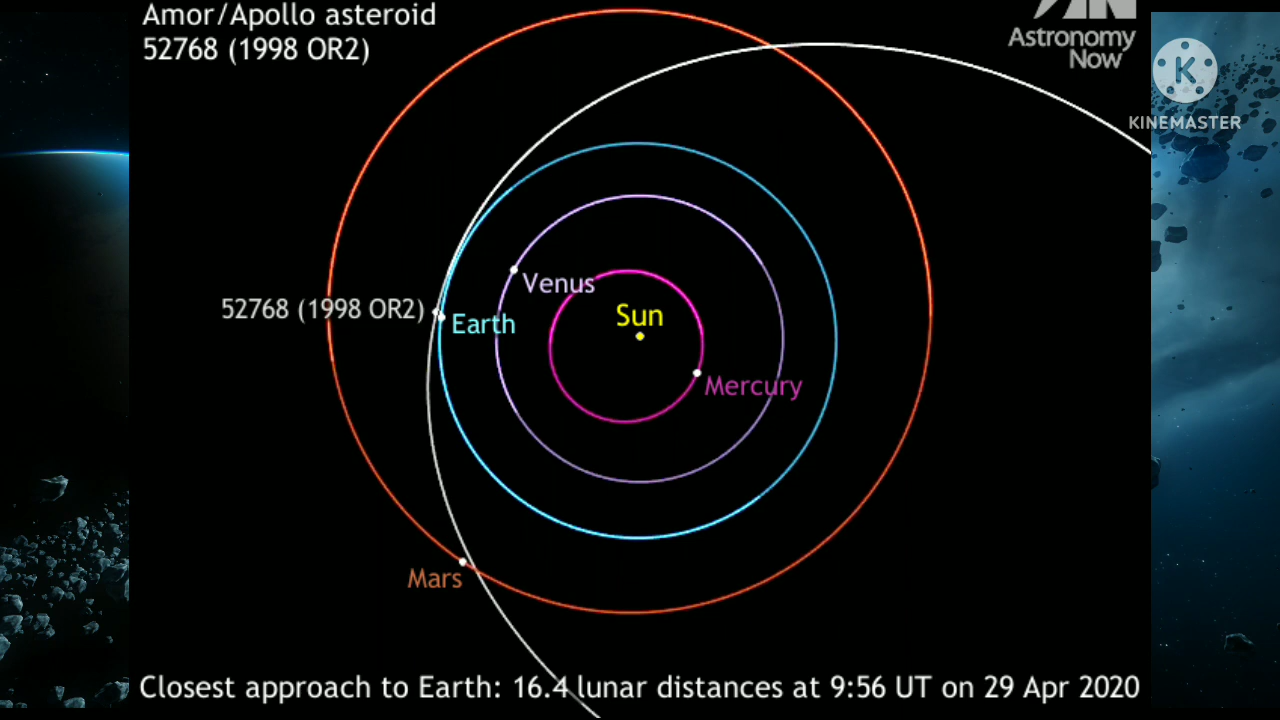 Amor/Apollo asteroid
52768 (1998 OR2)
AN
Astronomy
Now
K
KINEMASTER
Venus
Sun
52768 (1998 OR2)
Earth
Mercury
Mars
Closest approach to Earth: 16.4 lunar distances at 9:56 UT on 29 Apr 2020